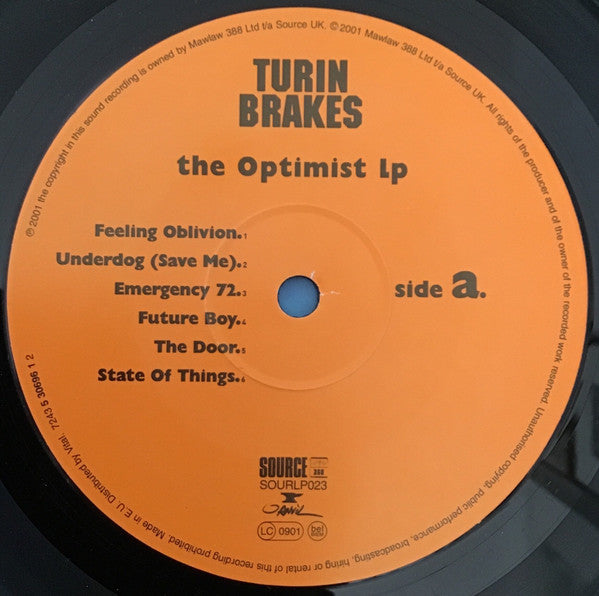 ℗ 2001 the copyright in this sound recording is owned by Mawlaw 388 Ltd t/a Source UK. © 2001 Mawlaw 388 Ltd t/a Source UK. All rights of the producer and of the owner of the recorded work reserved. Unauthorised copying, public performance, broadcasting, hiring or rental of this recording prohibited. Made in E.U. Distributed by Vital. 7243 5 30696 1 2
TURIN
BRAKES
the Optimist Lp
Feeling Oblivion.1
Underdog (Save Me).2
Emergency 72.3
Future Boy.4
The Door.5
State Of Things.6
side a.
SOURCE
SOURLP023
Anvil
LC 0901 bel